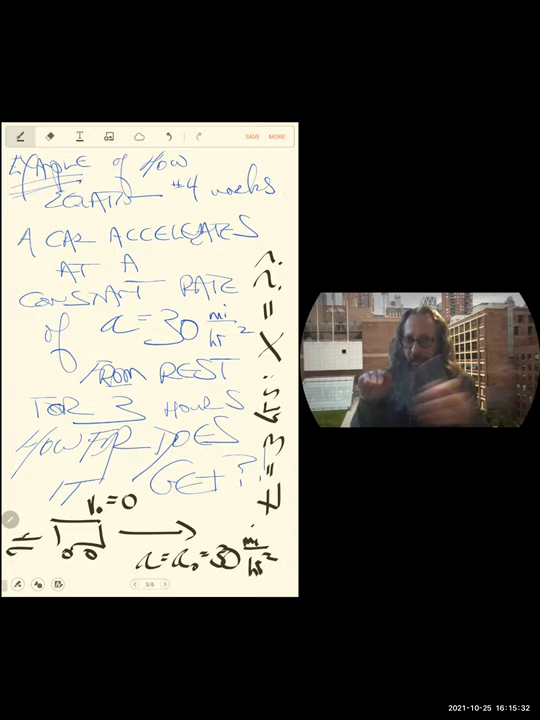 SAVE MORE
EXAMPLE of HOW
EQUATION #4 works
A CAR ACCELERATES
AT A
CONSTANT RATE
of a = 30 mi/hr²
FROM REST
FOR 3 HOURS
HOW FAR DOES
IT GET?
t = 3 hrs: X = ??
v₀ = 0
a = a₀ = 30 mi/hr²
3/6
2021-10-25 16:15:32